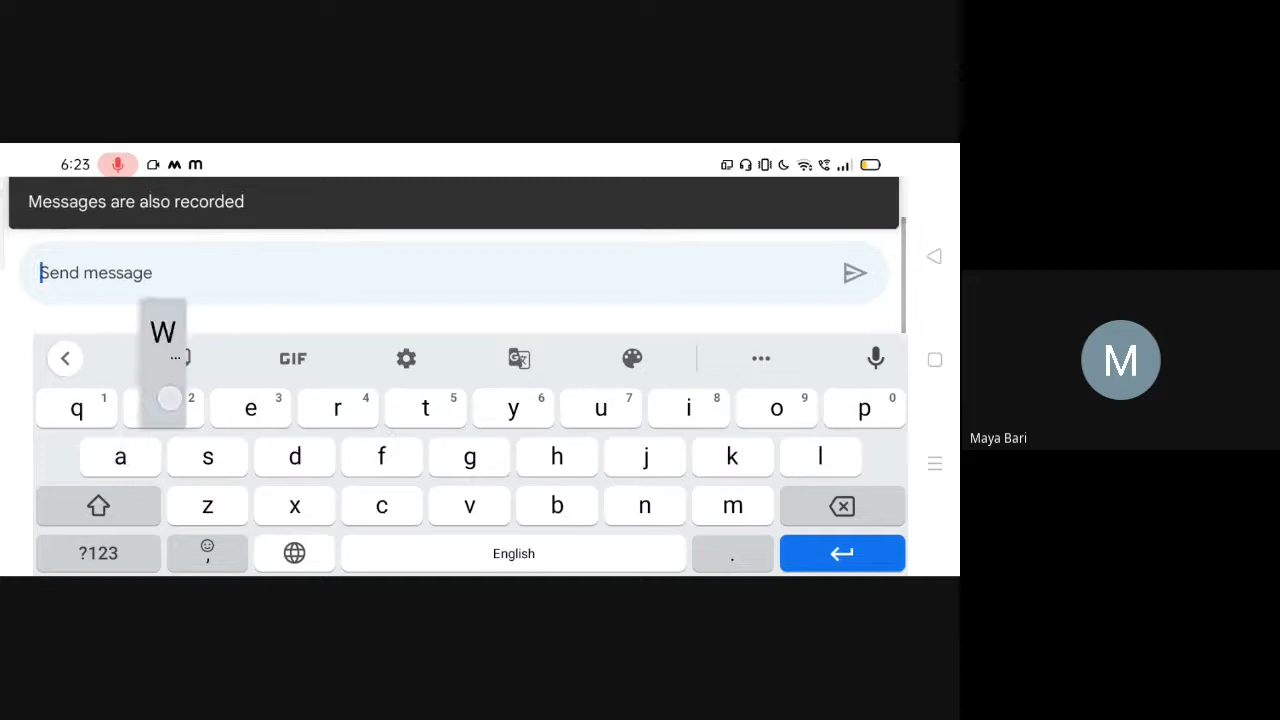 6:23
Messages are also recorded
Send message
W
GIF
q 1 2 e 3 r 4 t 5 y 6 u 7 i 8 o 9 p 0
a s d f g h j k l
z x c v b n m
?123 , English .
M
Maya Bari